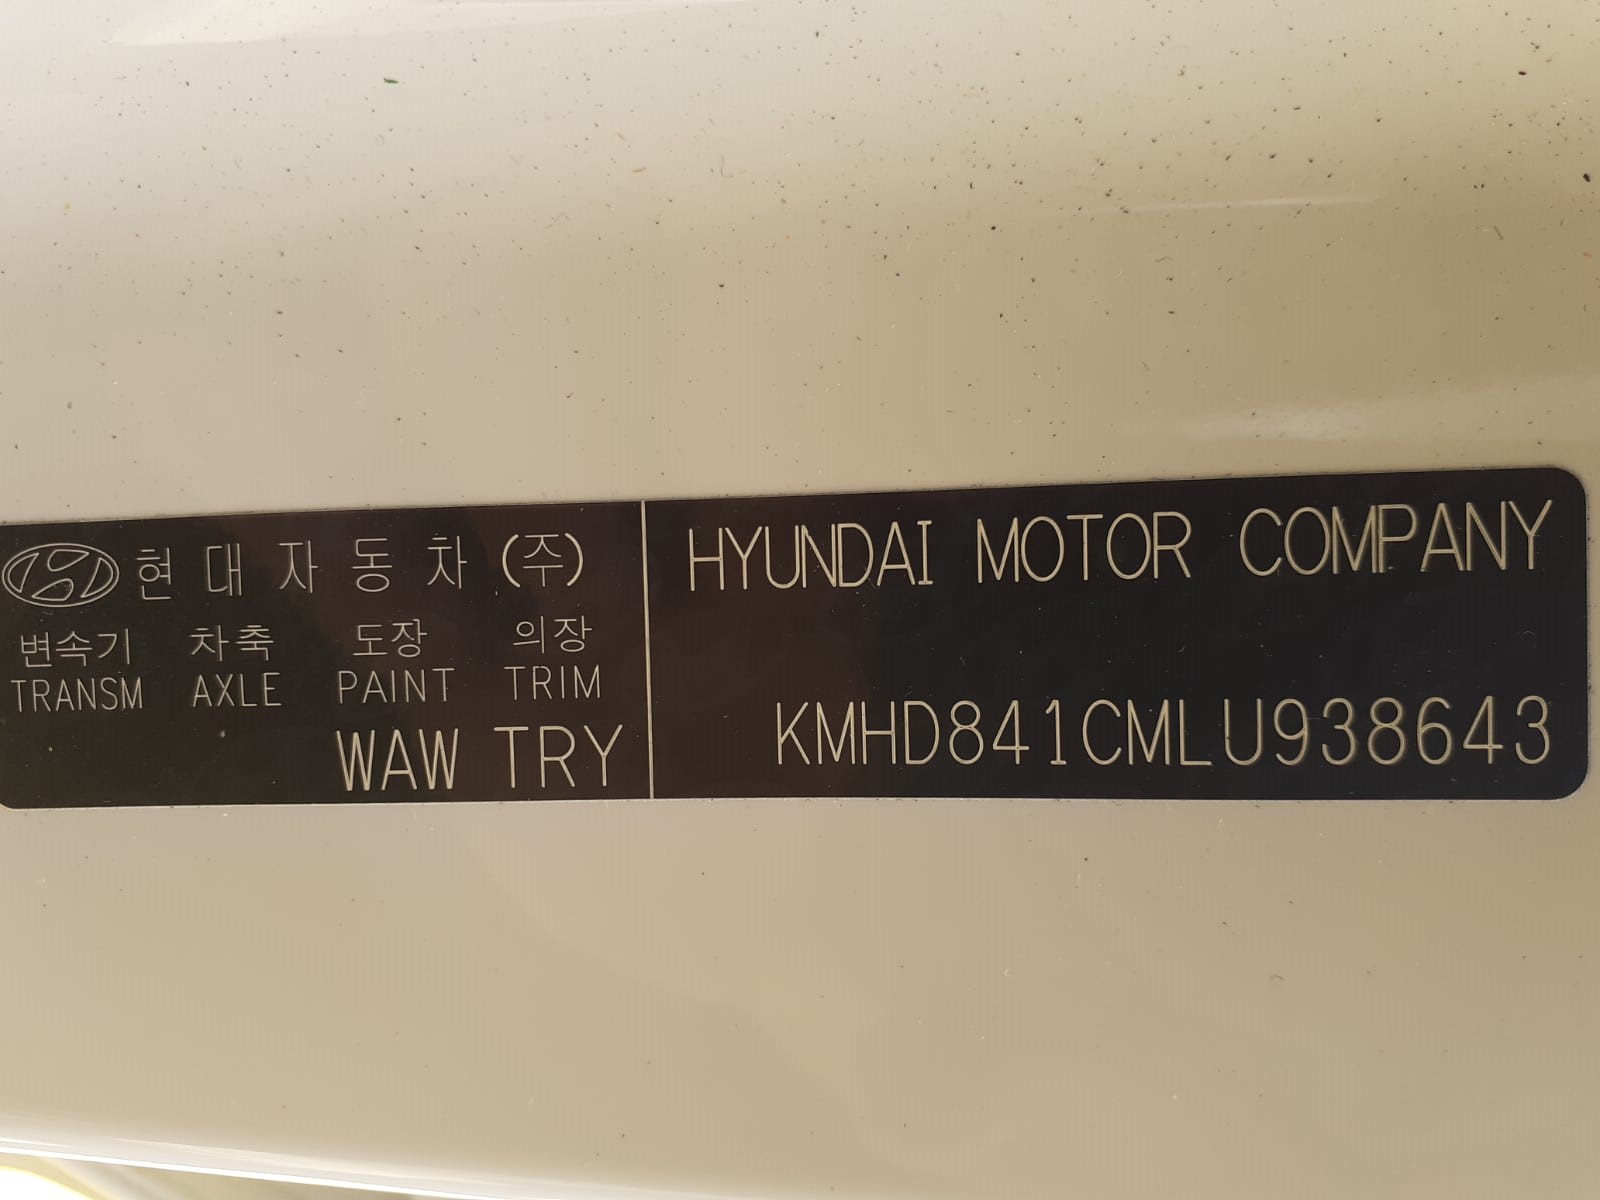 현대자동차(주)
변속기 차축 도장 의장
TRANSM AXLE PAINT TRIM
WAW TRY
HYUNDAI MOTOR COMPANY
KMHD841CMLU938643